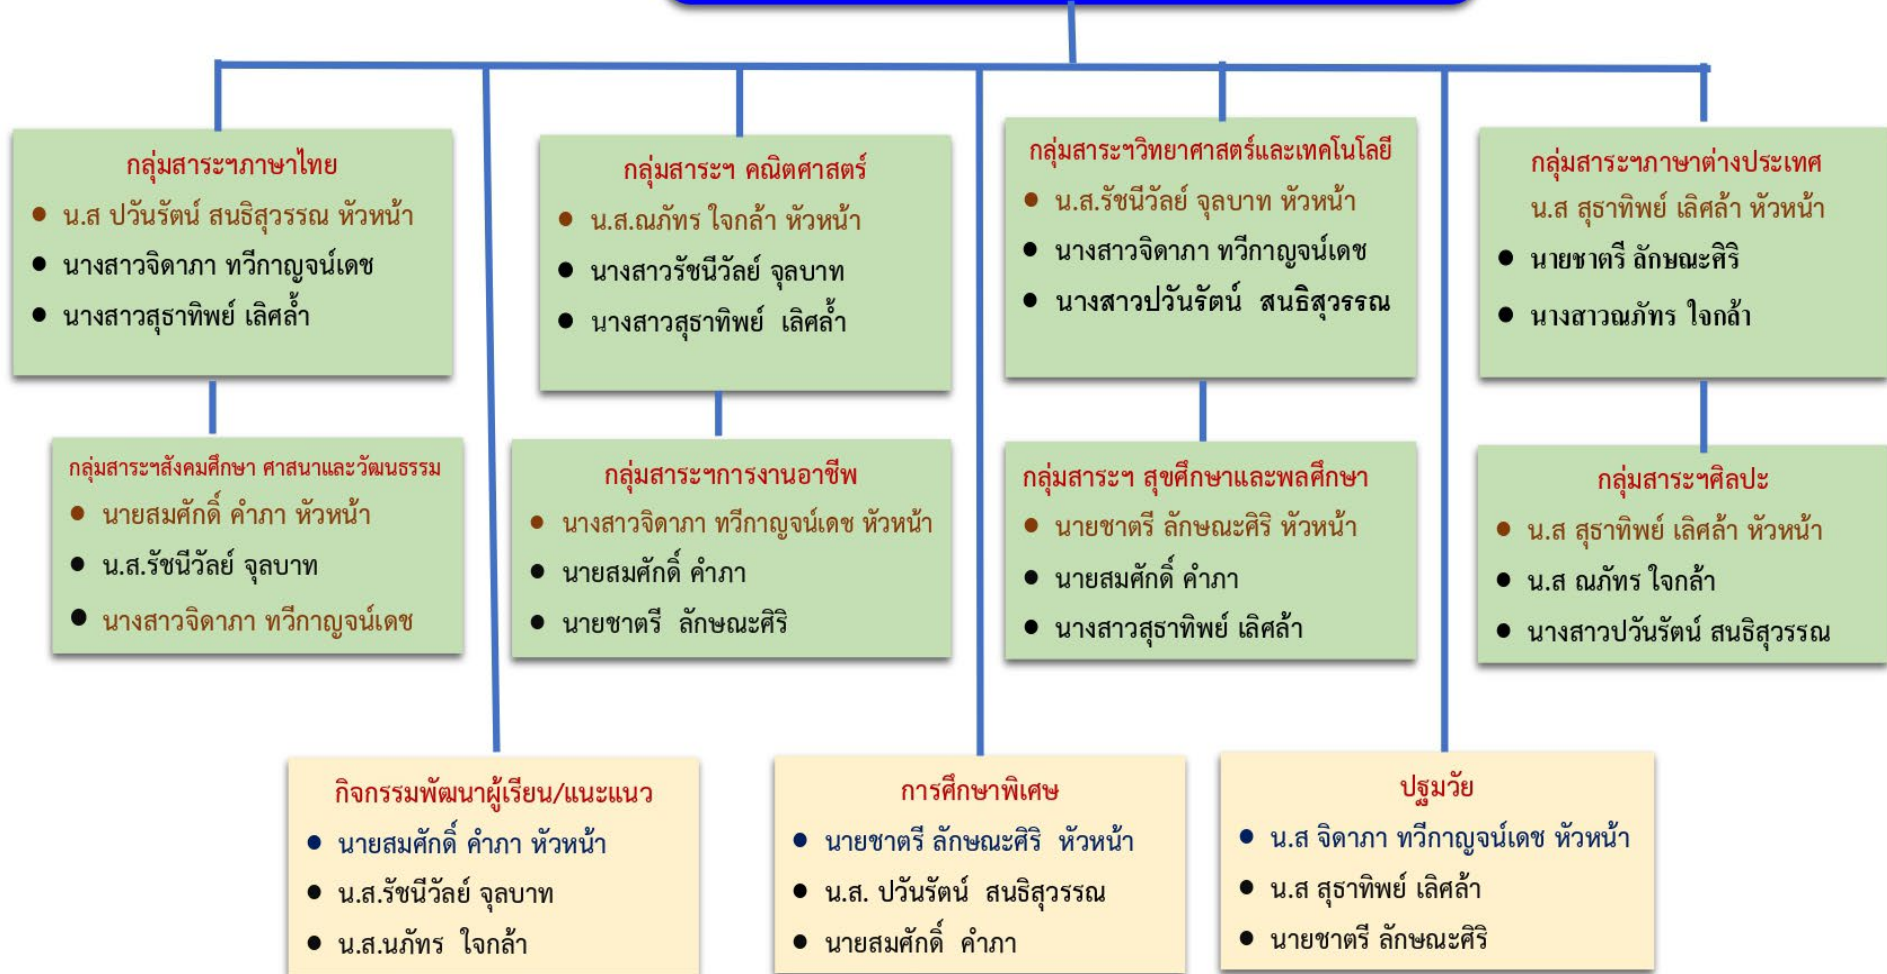 กลุ่มสาระฯภาษาไทย
• น.ส ปวันรัตน์ สนธิสุวรรณ หัวหน้า
• นางสาวจิดาภา ทวีกาญจน์เดช
• นางสาวสุธาทิพย์ เลิศล้ำ
กลุ่มสาระฯ คณิตศาสตร์
• น.ส.ณภัทร ใจกล้า หัวหน้า
• นางสาวรัชนีวัลย์ จุลบาท
• นางสาวสุธาทิพย์ เลิศล้ำ
กลุ่มสาระฯวิทยาศาสตร์และเทคโนโลยี
• น.ส.รัชนีวัลย์ จุลบาท หัวหน้า
• นางสาวจิดาภา ทวีกาญจน์เดช
• นางสาวปวันรัตน์ สนธิสุวรรณ
กลุ่มสาระฯภาษาต่างประเทศ
น.ส สุธาทิพย์ เลิศล้า หัวหน้า
• นายชาตรี ลักษณะศิริ
• นางสาวณภัทร ใจกล้า
กลุ่มสาระฯสังคมศึกษา ศาสนาและวัฒนธรรม
• นายสมศักดิ์ คำภา หัวหน้า
• น.ส.รัชนีวัลย์ จุลบาท
• นางสาวจิดาภา ทวีกาญจน์เดช
กลุ่มสาระฯการงานอาชีพ
• นางสาวจิดาภา ทวีกาญจน์เดช หัวหน้า
• นายสมศักดิ์ คำภา
• นายชาตรี ลักษณะศิริ
กลุ่มสาระฯ สุขศึกษาและพลศึกษา
• นายชาตรี ลักษณะศิริ หัวหน้า
• นายสมศักดิ์ คำภา
• นางสาวสุธาทิพย์ เลิศล้า
กลุ่มสาระฯศิลปะ
• น.ส สุธาทิพย์ เลิศล้า หัวหน้า
• น.ส ณภัทร ใจกล้า
• นางสาวปวันรัตน์ สนธิสุวรรณ
กิจกรรมพัฒนาผู้เรียน/แนะแนว
• นายสมศักดิ์ คำภา หัวหน้า
• น.ส.รัชนีวัลย์ จุลบาท
• น.ส.นภัทร ใจกล้า
การศึกษาพิเศษ
• นายชาตรี ลักษณะศิริ หัวหน้า
• น.ส. ปวันรัตน์ สนธิสุวรรณ
• นายสมศักดิ์ คำภา
ปฐมวัย
• น.ส จิดาภา ทวีกาญจน์เดช หัวหน้า
• น.ส สุธาทิพย์ เลิศล้า
• นายชาตรี ลักษณะศิริ